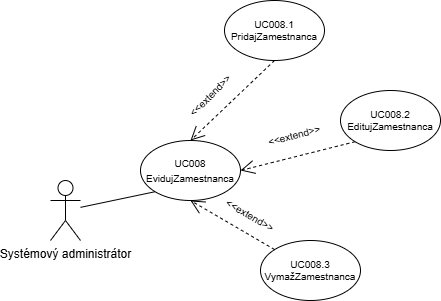 UC008.1
PridajZamestnanca
<<extend>>
UC008.2
EditujZamestnanca
<<extend>>
UC008
EvidujZamestnanca
<<extend>>
Systémový administrátor
UC008.3
VymažZamestnanca